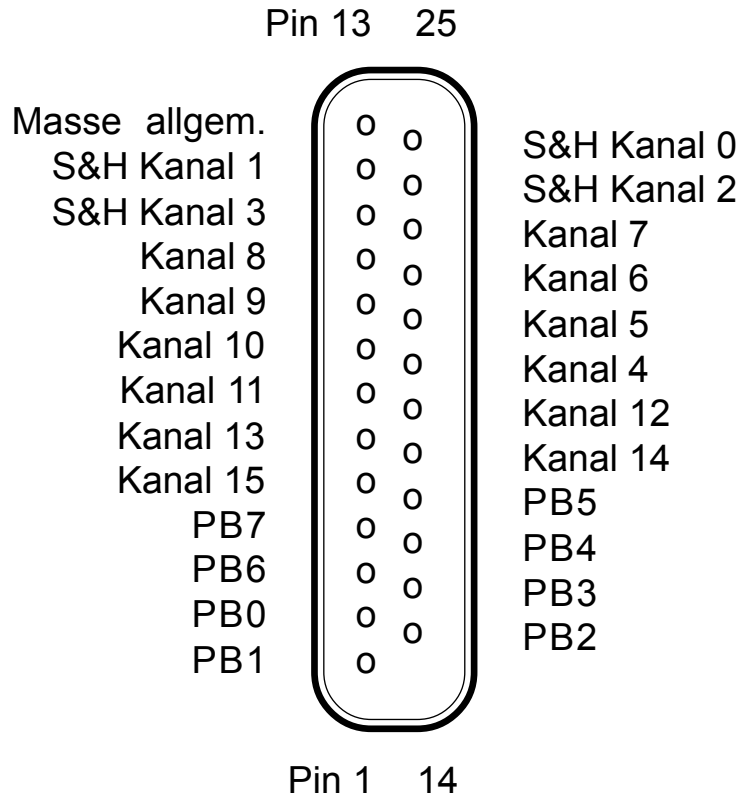 Pin 13 25
Masse allgem.
S&H Kanal 1
S&H Kanal 3
Kanal 8
Kanal 9
Kanal 10
Kanal 11
Kanal 13
Kanal 15
PB7
PB6
PB0
PB1
S&H Kanal 0
S&H Kanal 2
Kanal 7
Kanal 6
Kanal 5
Kanal 4
Kanal 12
Kanal 14
PB5
PB4
PB3
PB2
Pin 1 14